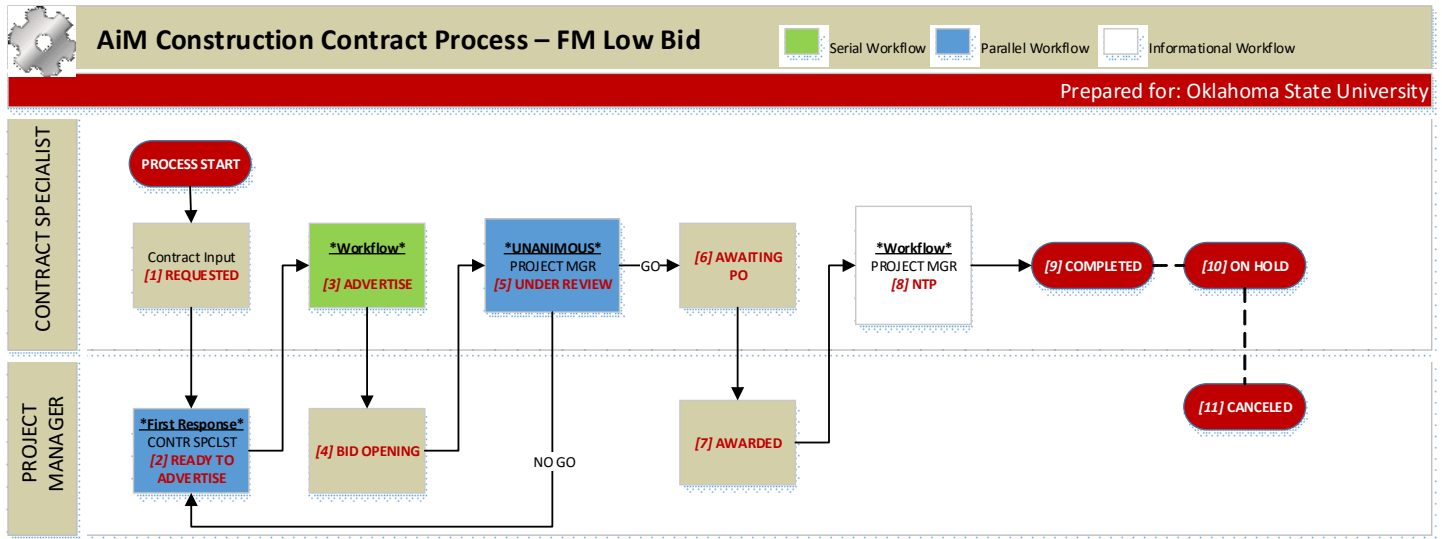 AiM Construction Contract Process – FM Low Bid
Serial Workflow
Parallel Workflow
Informational Workflow
Prepared for: Oklahoma State University
CONTRACT SPECIALIST
PROCESS START
Contract Input
[1] REQUESTED
*Workflow*
[3] ADVERTISE
*UNANIMOUS*
PROJECT MGR
[5] UNDER REVIEW
GO
[6] AWAITING
PO
*Workflow*
PROJECT MGR
[8] NTP
[9] COMPLETED
[10] ON HOLD
PROJECT
MANAGER
*First Response*
CONTR SPCLST
[2] READY TO
ADVERTISE
[4] BID OPENING
NO GO
[7] AWARDED
[11] CANCELED